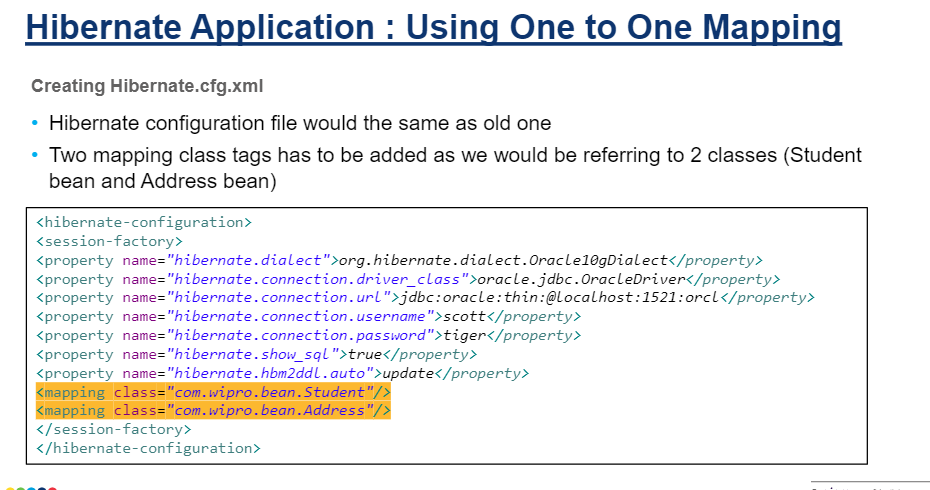 Hibernate Application : Using One to One Mapping
Creating Hibernate.cfg.xml
• Hibernate configuration file would the same as old one
• Two mapping class tags has to be added as we would be referring to 2 classes (Student
bean and Address bean)
<hibernate-configuration>
<session-factory>
<property name="hibernate.dialect">org.hibernate.dialect.Oracle10gDialect</property>
<property name="hibernate.connection.driver_class">oracle.jdbc.OracleDriver</property>
<property name="hibernate.connection.url">jdbc:oracle:thin:@localhost:1521:orcl</property>
<property name="hibernate.connection.username">scott</property>
<property name="hibernate.connection.password">tiger</property>
<property name="hibernate.show_sql">true</property>
<property name="hibernate.hbm2ddl.auto">update</property>
<mapping class="com.wipro.bean.Student"/>
<mapping class="com.wipro.bean.Address"/>
</session-factory>
</hibernate-configuration>